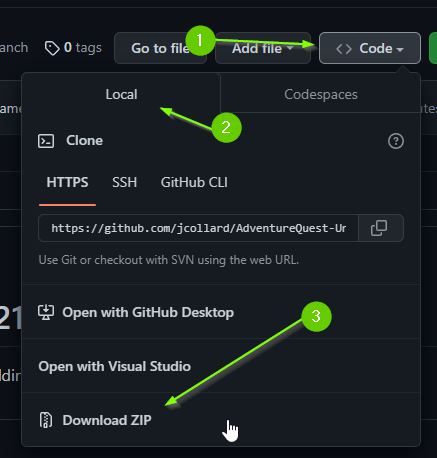 anch 0 tags Go to file Add file Code
1
Local Codespaces
2
Clone
HTTPS SSH GitHub CLI
https://github.com/jcollard/AdventureQuest-Ur
Use Git or checkout with SVN using the web URL.
21
Open with GitHub Desktop
3
ddin
Open with Visual Studio
Download ZIP